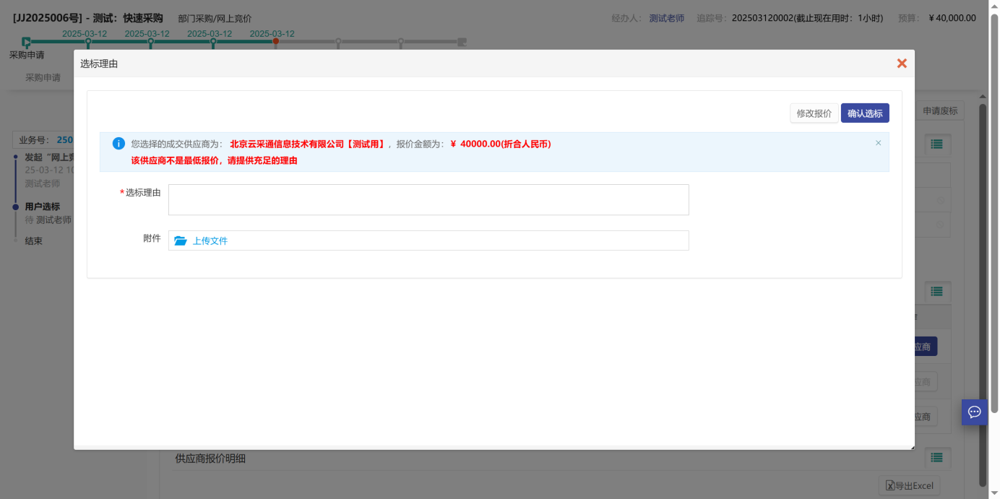 [JJ2025006号] - 测试：快速采购 部门采购/网上竞价 经办人： 测试老师 追踪号： 202503120002(截止现在用时：1小时) 预算： ￥40,000.00
2025-03-12 2025-03-12 2025-03-12 2025-03-12
采购申请
选标理由
采购申请
修改报价 确认选标 申请废标
业务号： 250
您选择的成交供应商为： 北京云采通信息技术有限公司【测试用】, 报价金额为： ￥ 40000.00(折合人民币)
发起“网上竞
该供应商不是最低报价，请提供充足的理由
25-03-12 10
测试老师
*选标理由
用户选标
待 测试老师
附件 上传文件
结束
应商
应商
应商
供应商报价明细
导出Excel